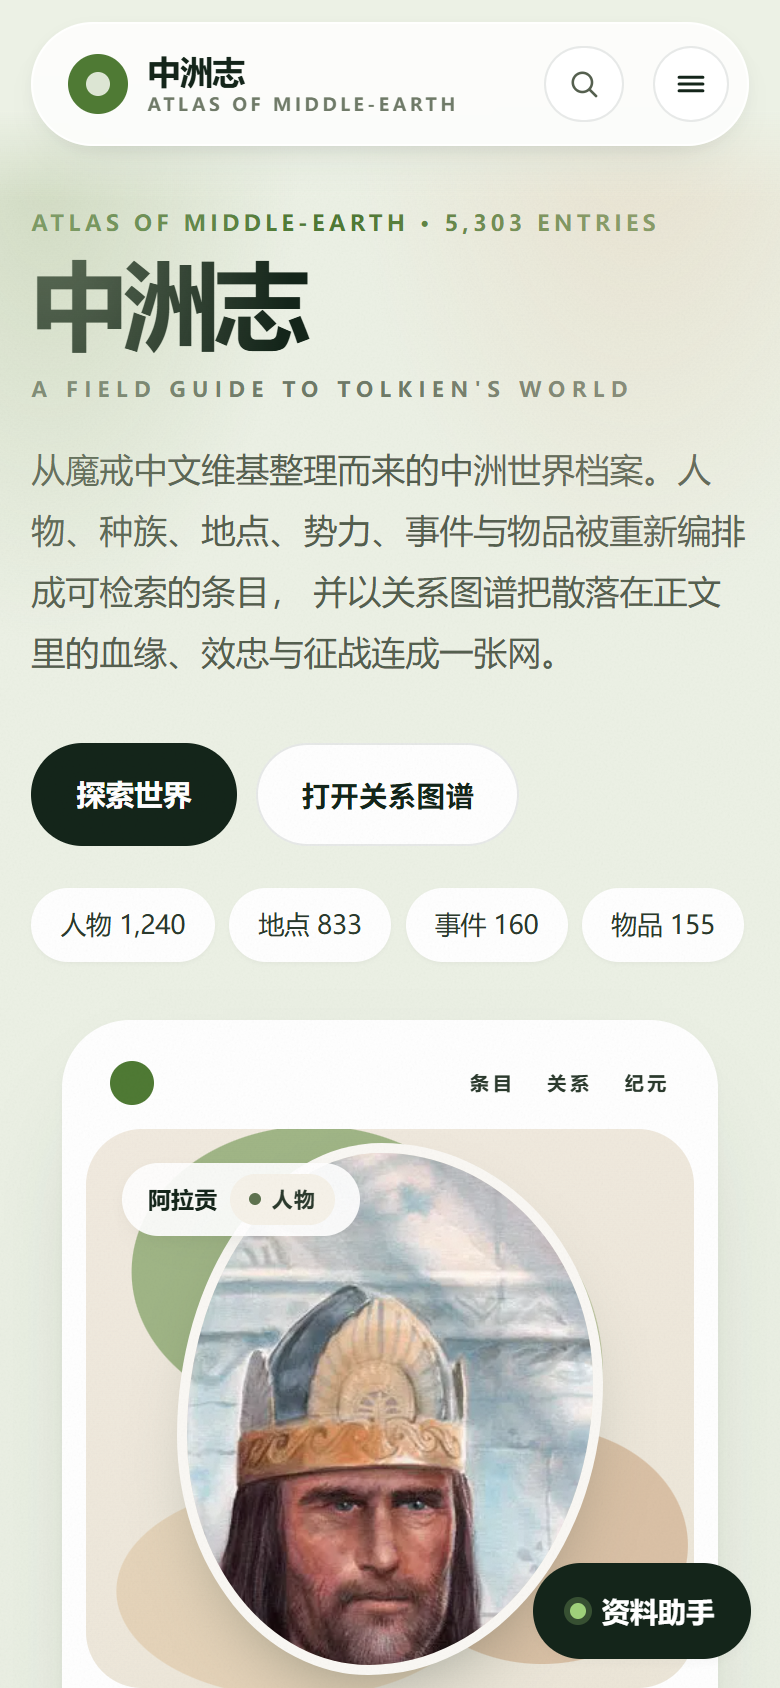 中洲志
ATLAS OF MIDDLE-EARTH
ATLAS OF MIDDLE-EARTH • 5,303 ENTRIES
中洲志
A FIELD GUIDE TO TOLKIEN'S WORLD
从魔戒中文维基整理而来的中洲世界档案。人
物、种族、地点、势力、事件与物品被重新编排
成可检索的条目， 并以关系图谱把散落在正文
里的血缘、效忠与征战连成一张网。
探索世界
打开关系图谱
人物 1,240
地点 833
事件 160
物品 155
条目 关系 纪元
阿拉贡 人物
资料助手